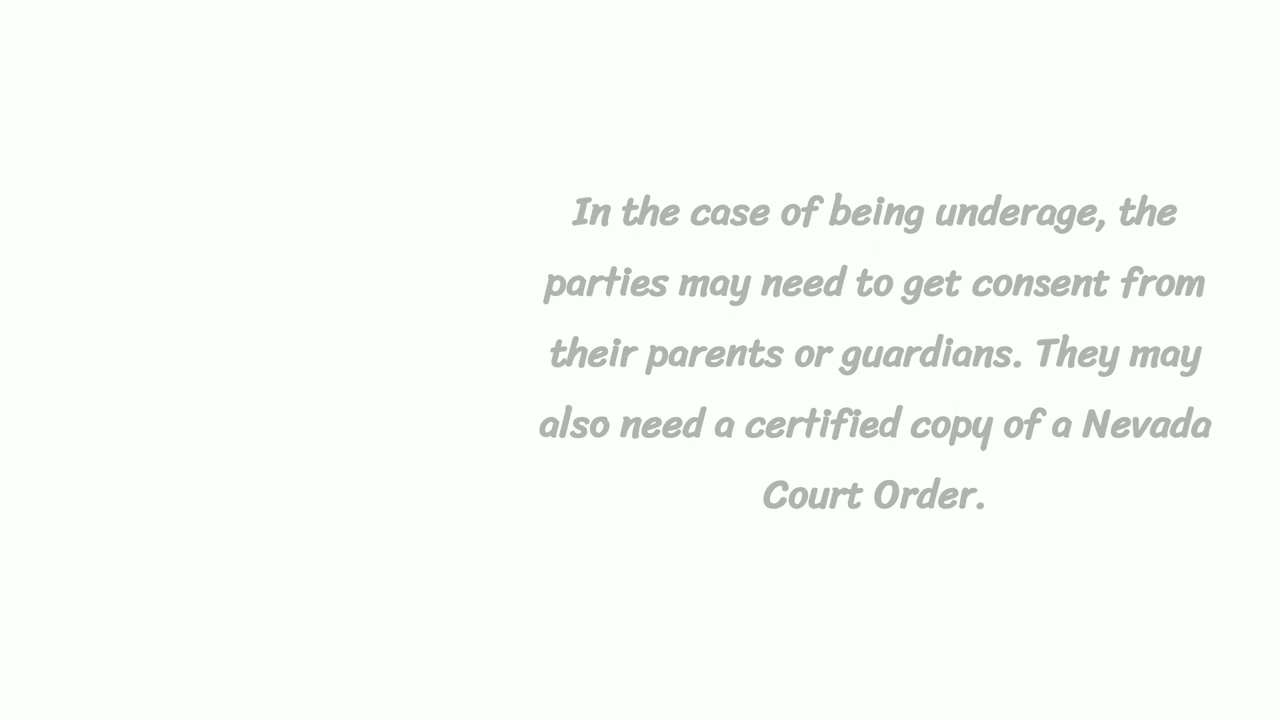 In the case of being underage, the
parties may need to get consent from
their parents or guardians. They may
also need a certified copy of a Nevada
Court Order.